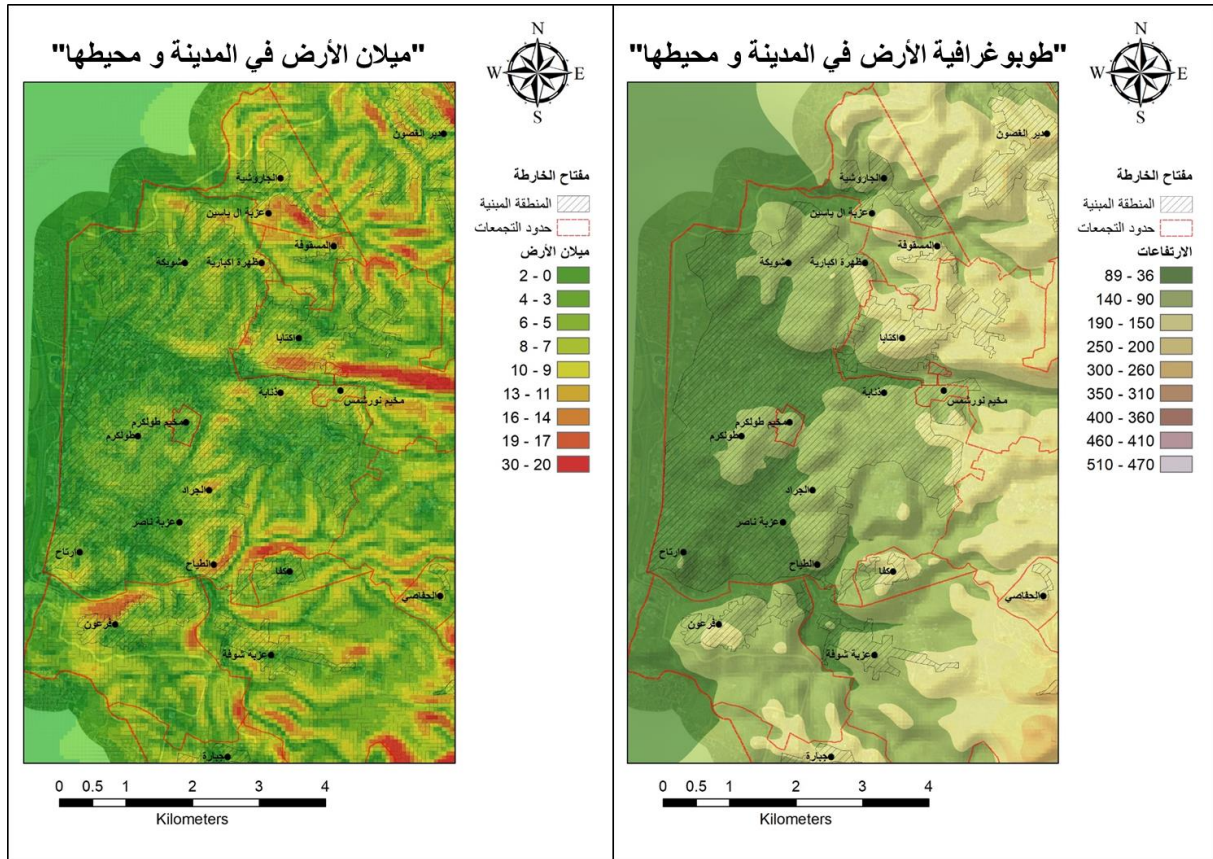 "طوبوغرافية الأرض في المدينة و محيطها"
N
W E
S
دير الغصون
الجاروشية
عزبة ال ياسين
المسقوفة
شويكة
ظهرة اكبارية
اكتابا
ذنابة
مخيم نورشمس
مخيم طولكرم
طولكرم
الجراد
عزبة ناصر
ارتاح
الطياح
كفا
الحفاصي
فرعون
عزبة شوفة
جبارة
مفتاح الخارطة
المنطقة المبنية
حدود التجمعات
الارتفاعات
89 - 36
140 - 90
190 - 150
250 - 200
300 - 260
350 - 310
400 - 360
460 - 410
510 - 470
0 0.5 1 2 3 4
Kilometers
"ميلان الأرض في المدينة و محيطها"
N
W E
S
دير الغصون
الجاروشية
عزبة ال ياسين
المسقوفة
شويكة
ظهرة اكبارية
اكتابا
ذنابة
مخيم نورشمس
مخيم طولكرم
طولكرم
الجراد
عزبة ناصر
ارتاح
الطياح
كفا
الحفاصي
فرعون
عزبة شوفة
جبارة
مفتاح الخارطة
المنطقة المبنية
حدود التجمعات
ميلان الأرض
2 - 0
4 - 3
6 - 5
8 - 7
10 - 9
13 - 11
16 - 14
19 - 17
30 - 20
0 0.5 1 2 3 4
Kilometers